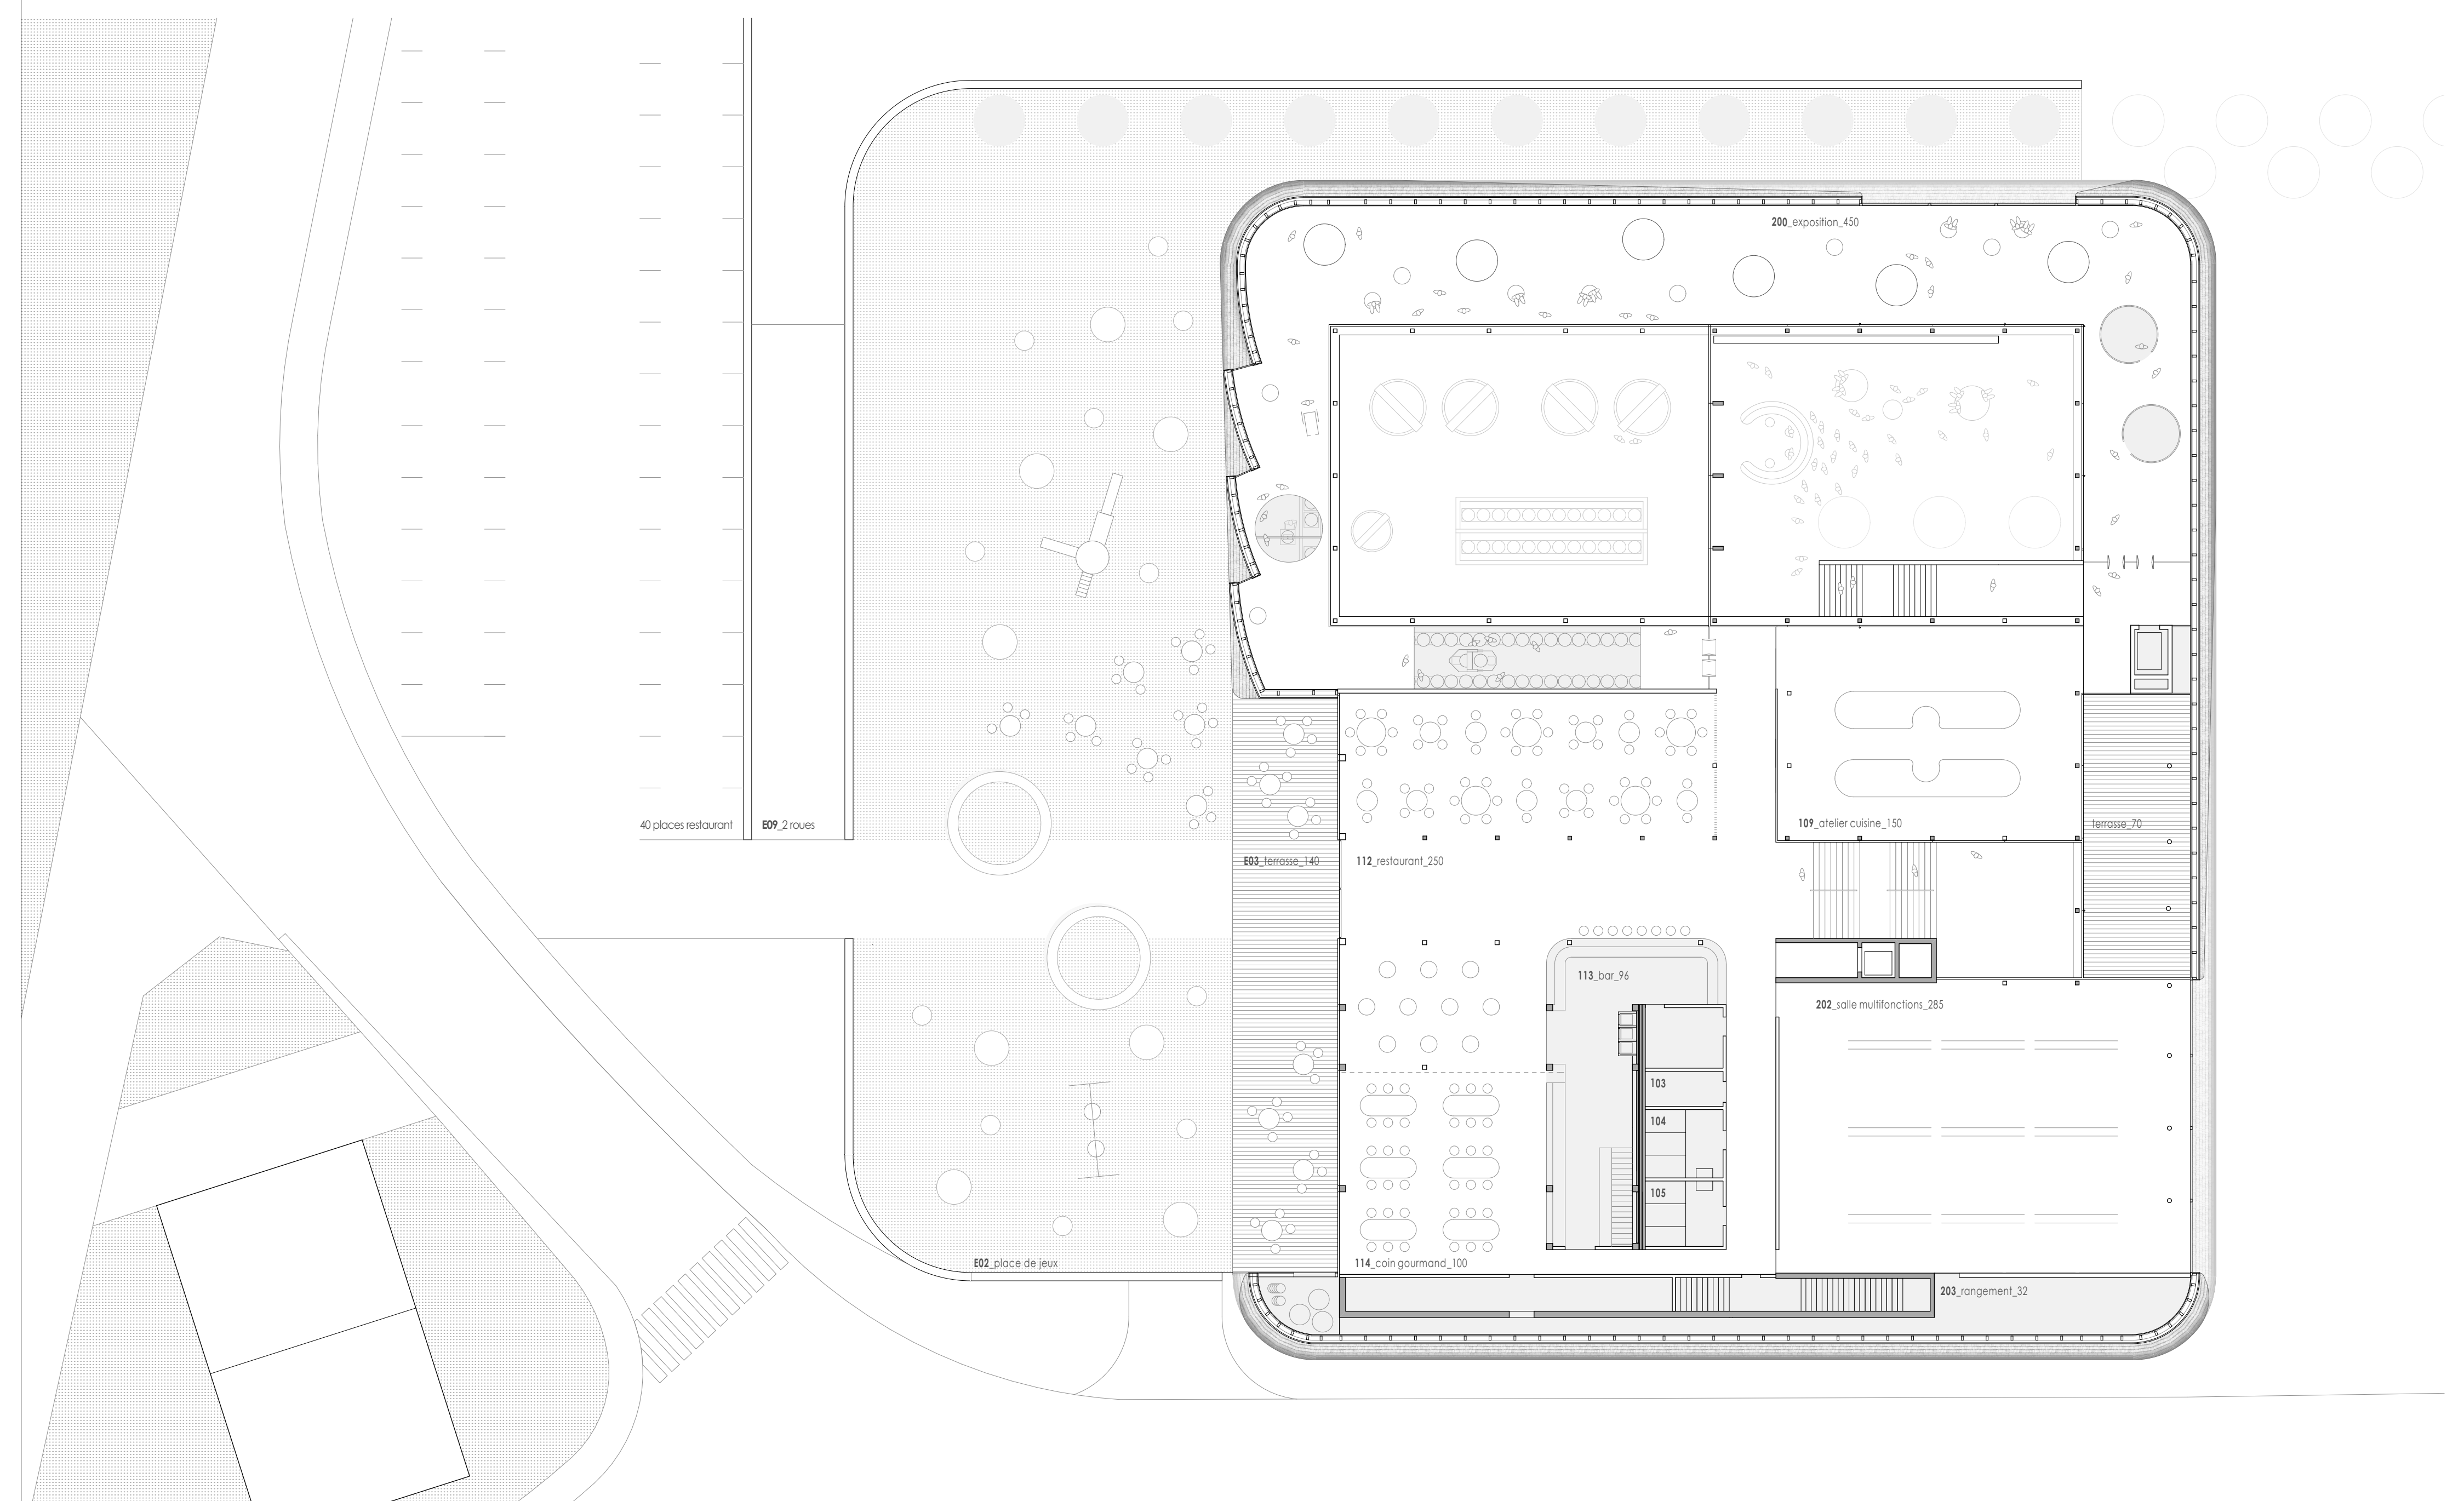 200_exposition_450
40 places restaurant
E09_2 roues
109_atelier cuisine_150
terrasse_70
E03_terrasse_140
112_restaurant_250
113_bar_96
202_salle multifonctions_285
103
104
105
E02_place de jeux
114_coin gourmand_100
203_rangement_32